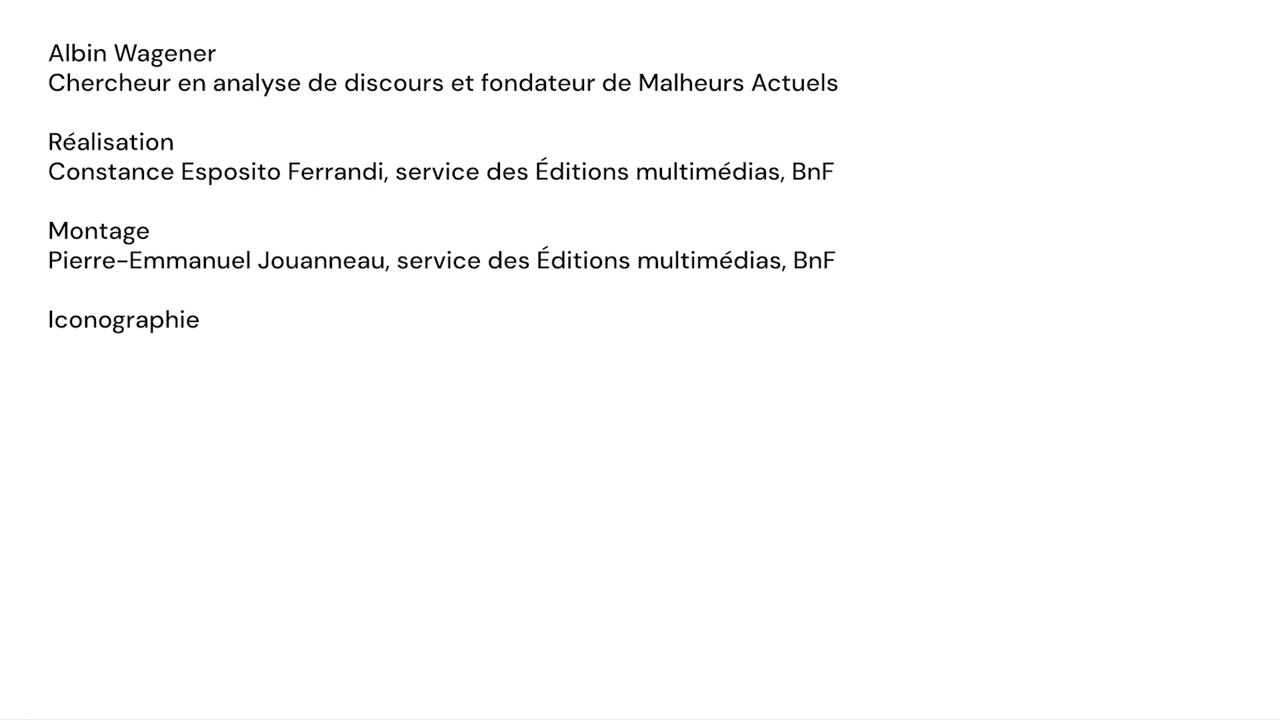 Albin Wagener
Chercheur en analyse de discours et fondateur de Malheurs Actuels
Réalisation
Constance Esposito Ferrandi, service des Éditions multimédias, BnF
Montage
Pierre-Emmanuel Jouanneau, service des Éditions multimédias, BnF
Iconographie